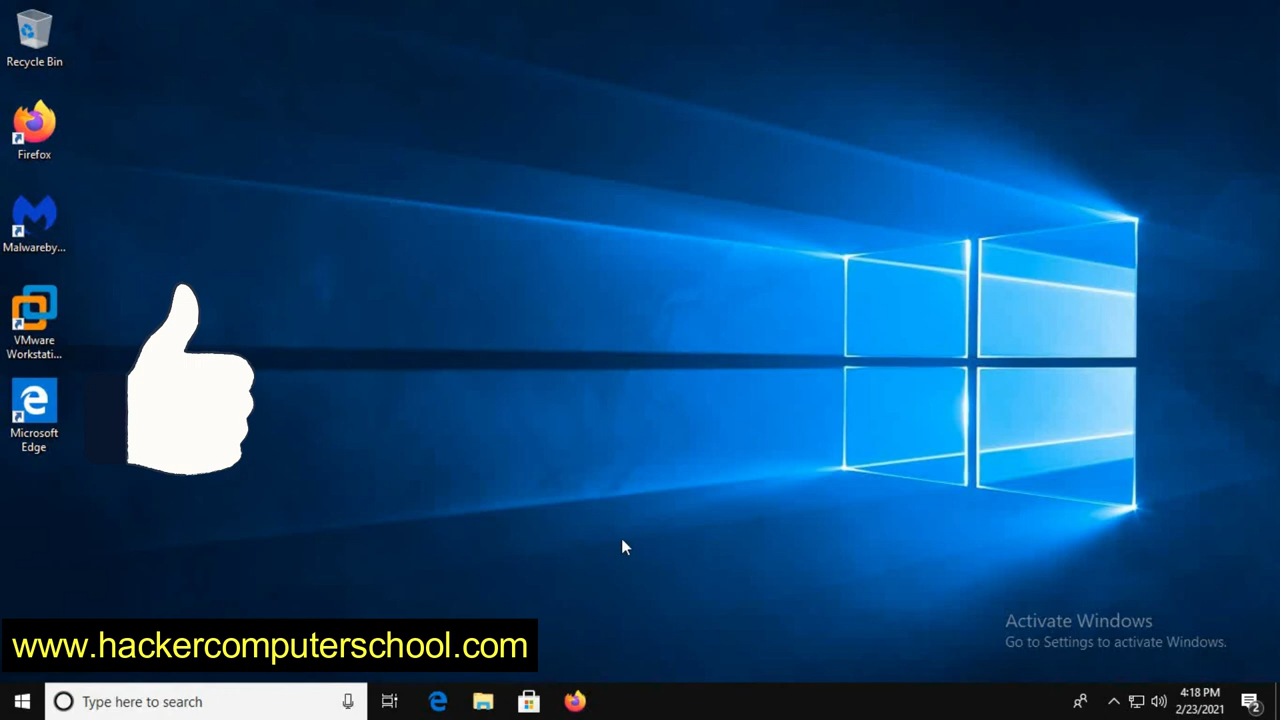 Recycle Bin
Firefox
Malwareby...
VMware
Workstati...
Microsoft
Edge
www.hackercomputerschool.com
Activate Windows
Go to Settings to activate Windows.
Type here to search
4:18 PM
2/23/2021
2